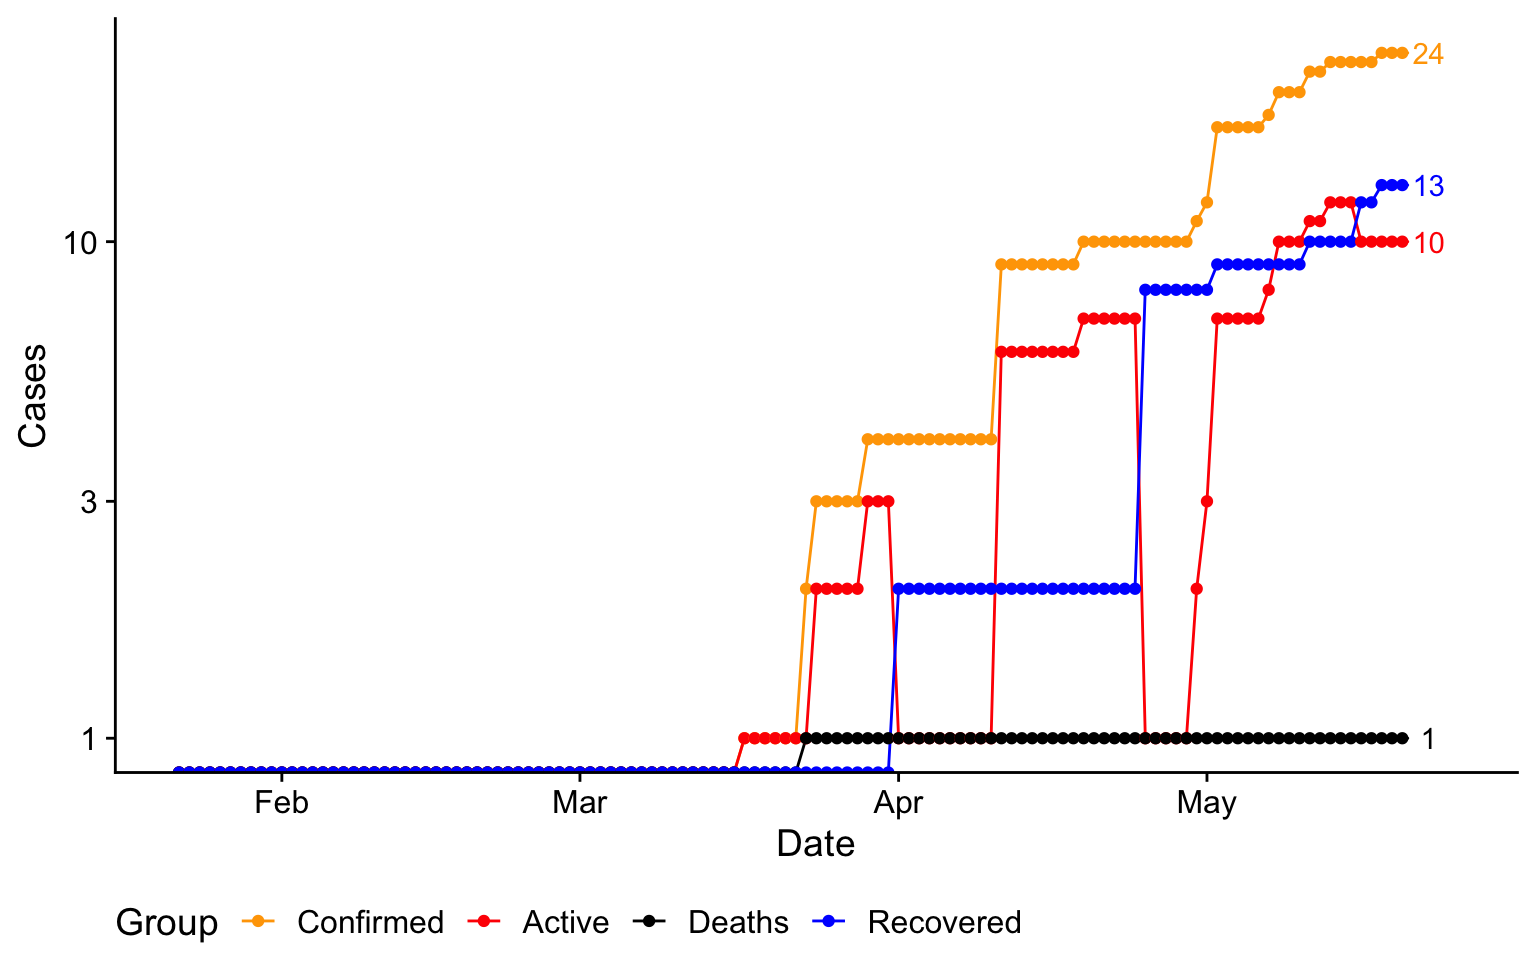 24
13
10
10
3
1
1
Cases
Feb Mar Apr May
Date
Group Confirmed Active Deaths Recovered